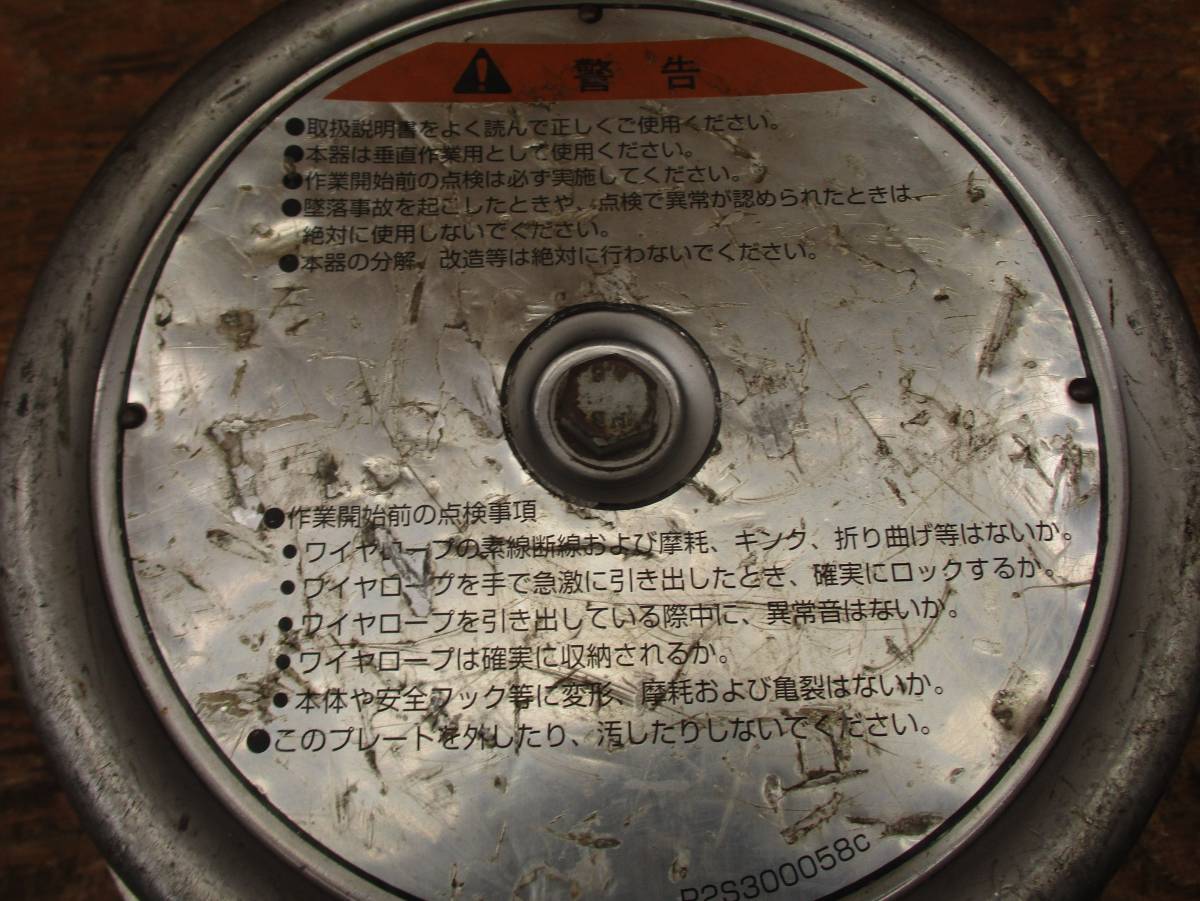 警告
●取扱説明書をよく読んで正しくご使用ください。
●本器は垂直作業用として使用ください。
●作業開始前の点検は必ず実施してください。
●墜落事故を起こしたときや、点検で異常が認められたときは、
絶対に使用しないでください。
●本器の分解、改造等は絶対に行わないでください。
●作業開始前の点検事項
•ワイヤロープの素線断線および摩耗、キンク、折り曲げ等はないか。
•ワイヤロープを手で急激に引き出したとき、確実にロックするか。
•ワイヤロープを引き出している際中に、異常音はないか。
•ワイヤロープは確実に収納されるか。
•本体や安全フック等に変形、摩耗および亀裂はないか。
●このプレートを外したり、汚したりしないでください。
P2S300058c